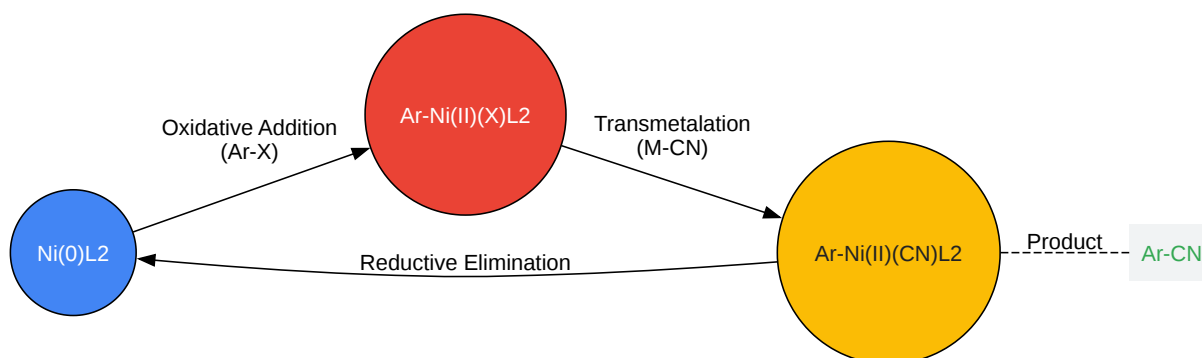 Oxidative Addition
(Ar-X)
Ar-Ni(II)(X)L2
Transmetalation
(M-CN)
Ni(0)L2
Reductive Elimination
Ar-Ni(II)(CN)L2
Product
Ar-CN